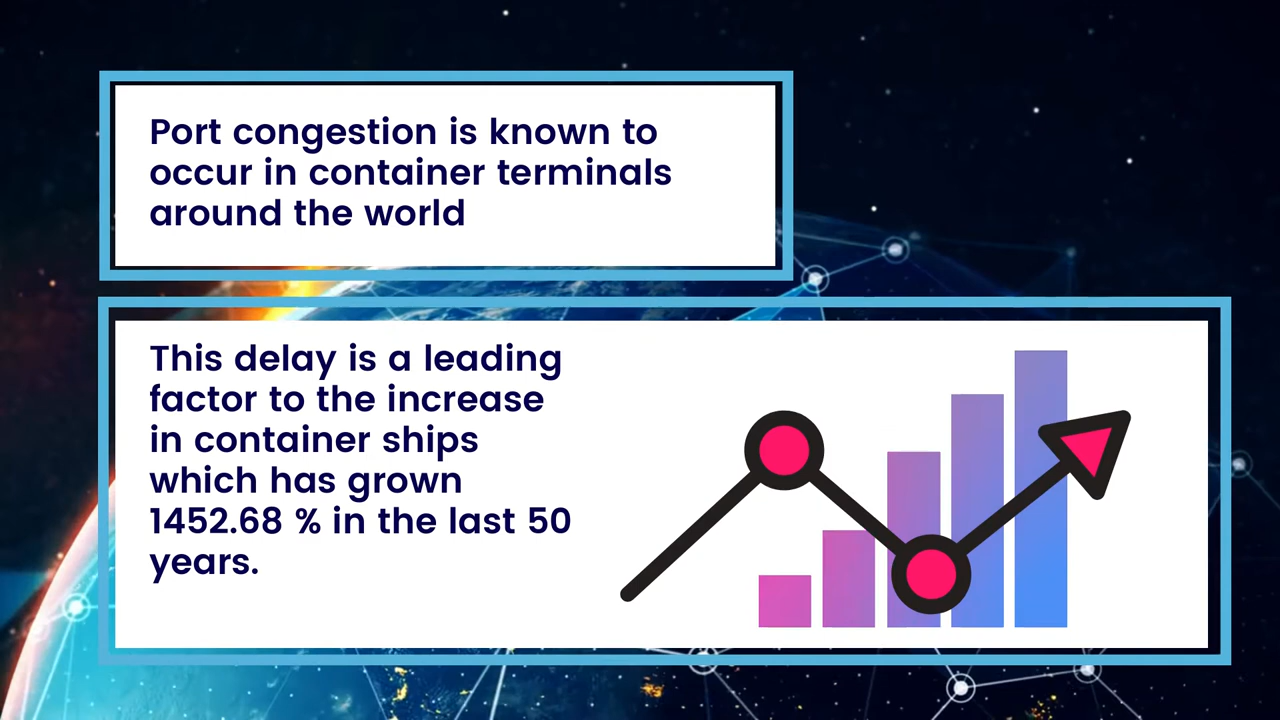 Port congestion is known to
occur in container terminals
around the world
This delay is a leading
factor to the increase
in container ships
which has grown
1452.68 % in the last 50
years.